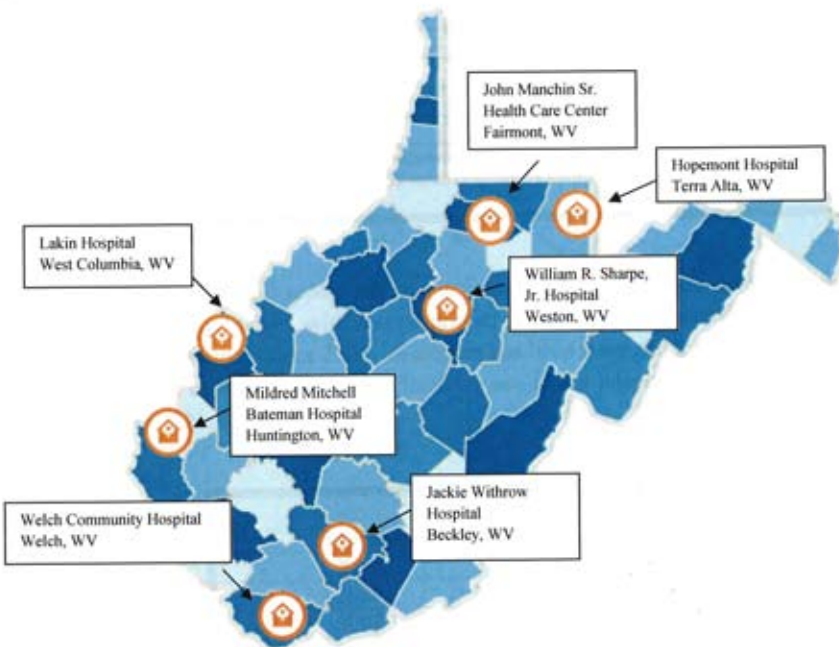 John Manchin Sr.
Health Care Center
Fairmont, WV
Hopemont Hospital
Terra Alta, WV
Lakin Hospital
West Columbia, WV
William R. Sharpe,
Jr. Hospital
Weston, WV
Mildred Mitchell
Bateman Hospital
Huntington, WV
Jackie Withrow
Hospital
Beckley, WV
Welch Community Hospital
Welch, WV